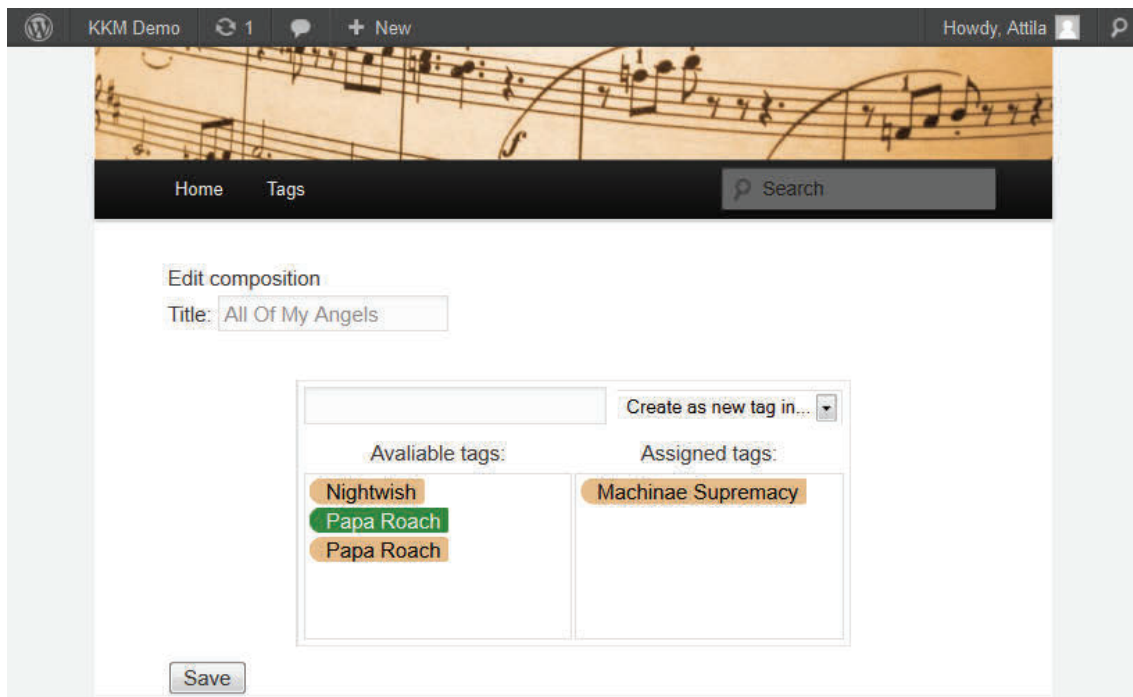 KKM Demo 1 + New Howdy, Attila
Home Tags Search
Edit composition
Title: All Of My Angels
Create as new tag in...
Avaliable tags: Assigned tags:
Nightwish Machinae Supremacy
Papa Roach
Papa Roach
Save